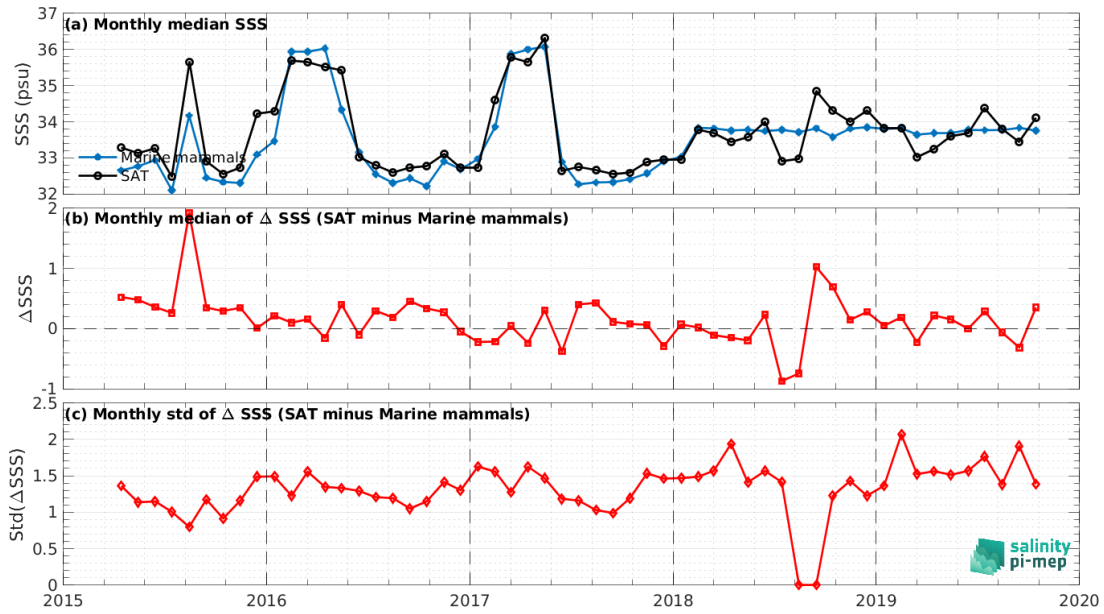 (a) Monthly median SSS
37
36
35
34
33
32
SSS (psu)
Marine mammals
SAT
(b) Monthly median of Δ SSS (SAT minus Marine mammals)
2
1
0
-1
Δ SSS
(c) Monthly std of Δ SSS (SAT minus Marine mammals)
2.5
2
1.5
1
0.5
0
Std(Δ SSS)
2015 2016 2017 2018 2019 2020
salinity
pi-mep